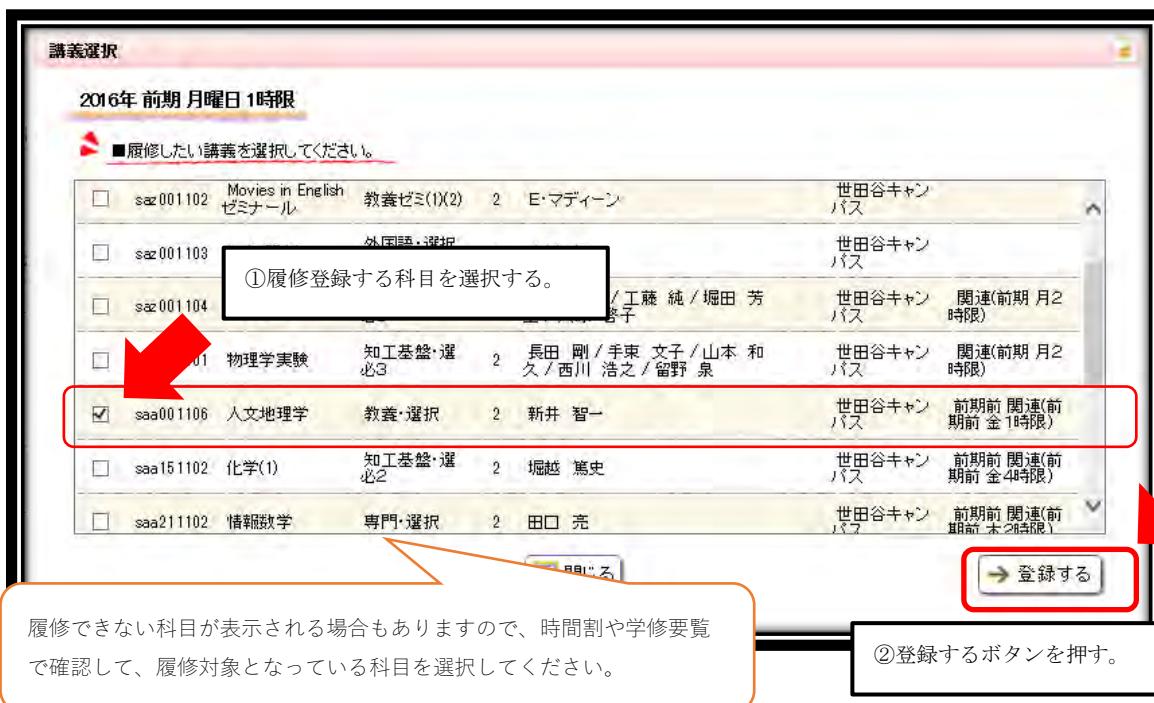 講義選択
2016年 前期 月曜日 1時限
■履修したい講義を選択してください。
saz001102 Movies in English ゼミナール 教養ゼミ(1)(2) 2 E・マディーン 世田谷キャンパス
saz001103 外国語・選択 世田谷キャンパス
①履修登録する科目を選択する。
saz001104 / 工藤 純 / 堀田 芳 啓子 世田谷キャンパス 関連(前期 月2時限)
01 物理学実験 知工基盤・選必3 2 長田 剛 / 手束 文子 / 山本 和久 / 西川 浩之 / 留野 泉 世田谷キャンパス 関連(前期 月2時限)
saa001106 人文地理学 教養・選択 2 新井 智一 世田谷キャンパス 前期前 関連(前期前 金1時限)
saa151102 化学(1) 知工基盤・選必2 2 堀越 篤史 世田谷キャンパス 前期前 関連(前期前 金4時限)
saa211102 情報数学 専門・選択 2 田口 亮 世田谷キャンパス 前期前 関連(前期前 木2時限)
閉じる
登録する
履修できない科目が表示される場合もありますので、時間割や学修要覧
で確認して、履修対象となっている科目を選択してください。
②登録するボタンを押す。